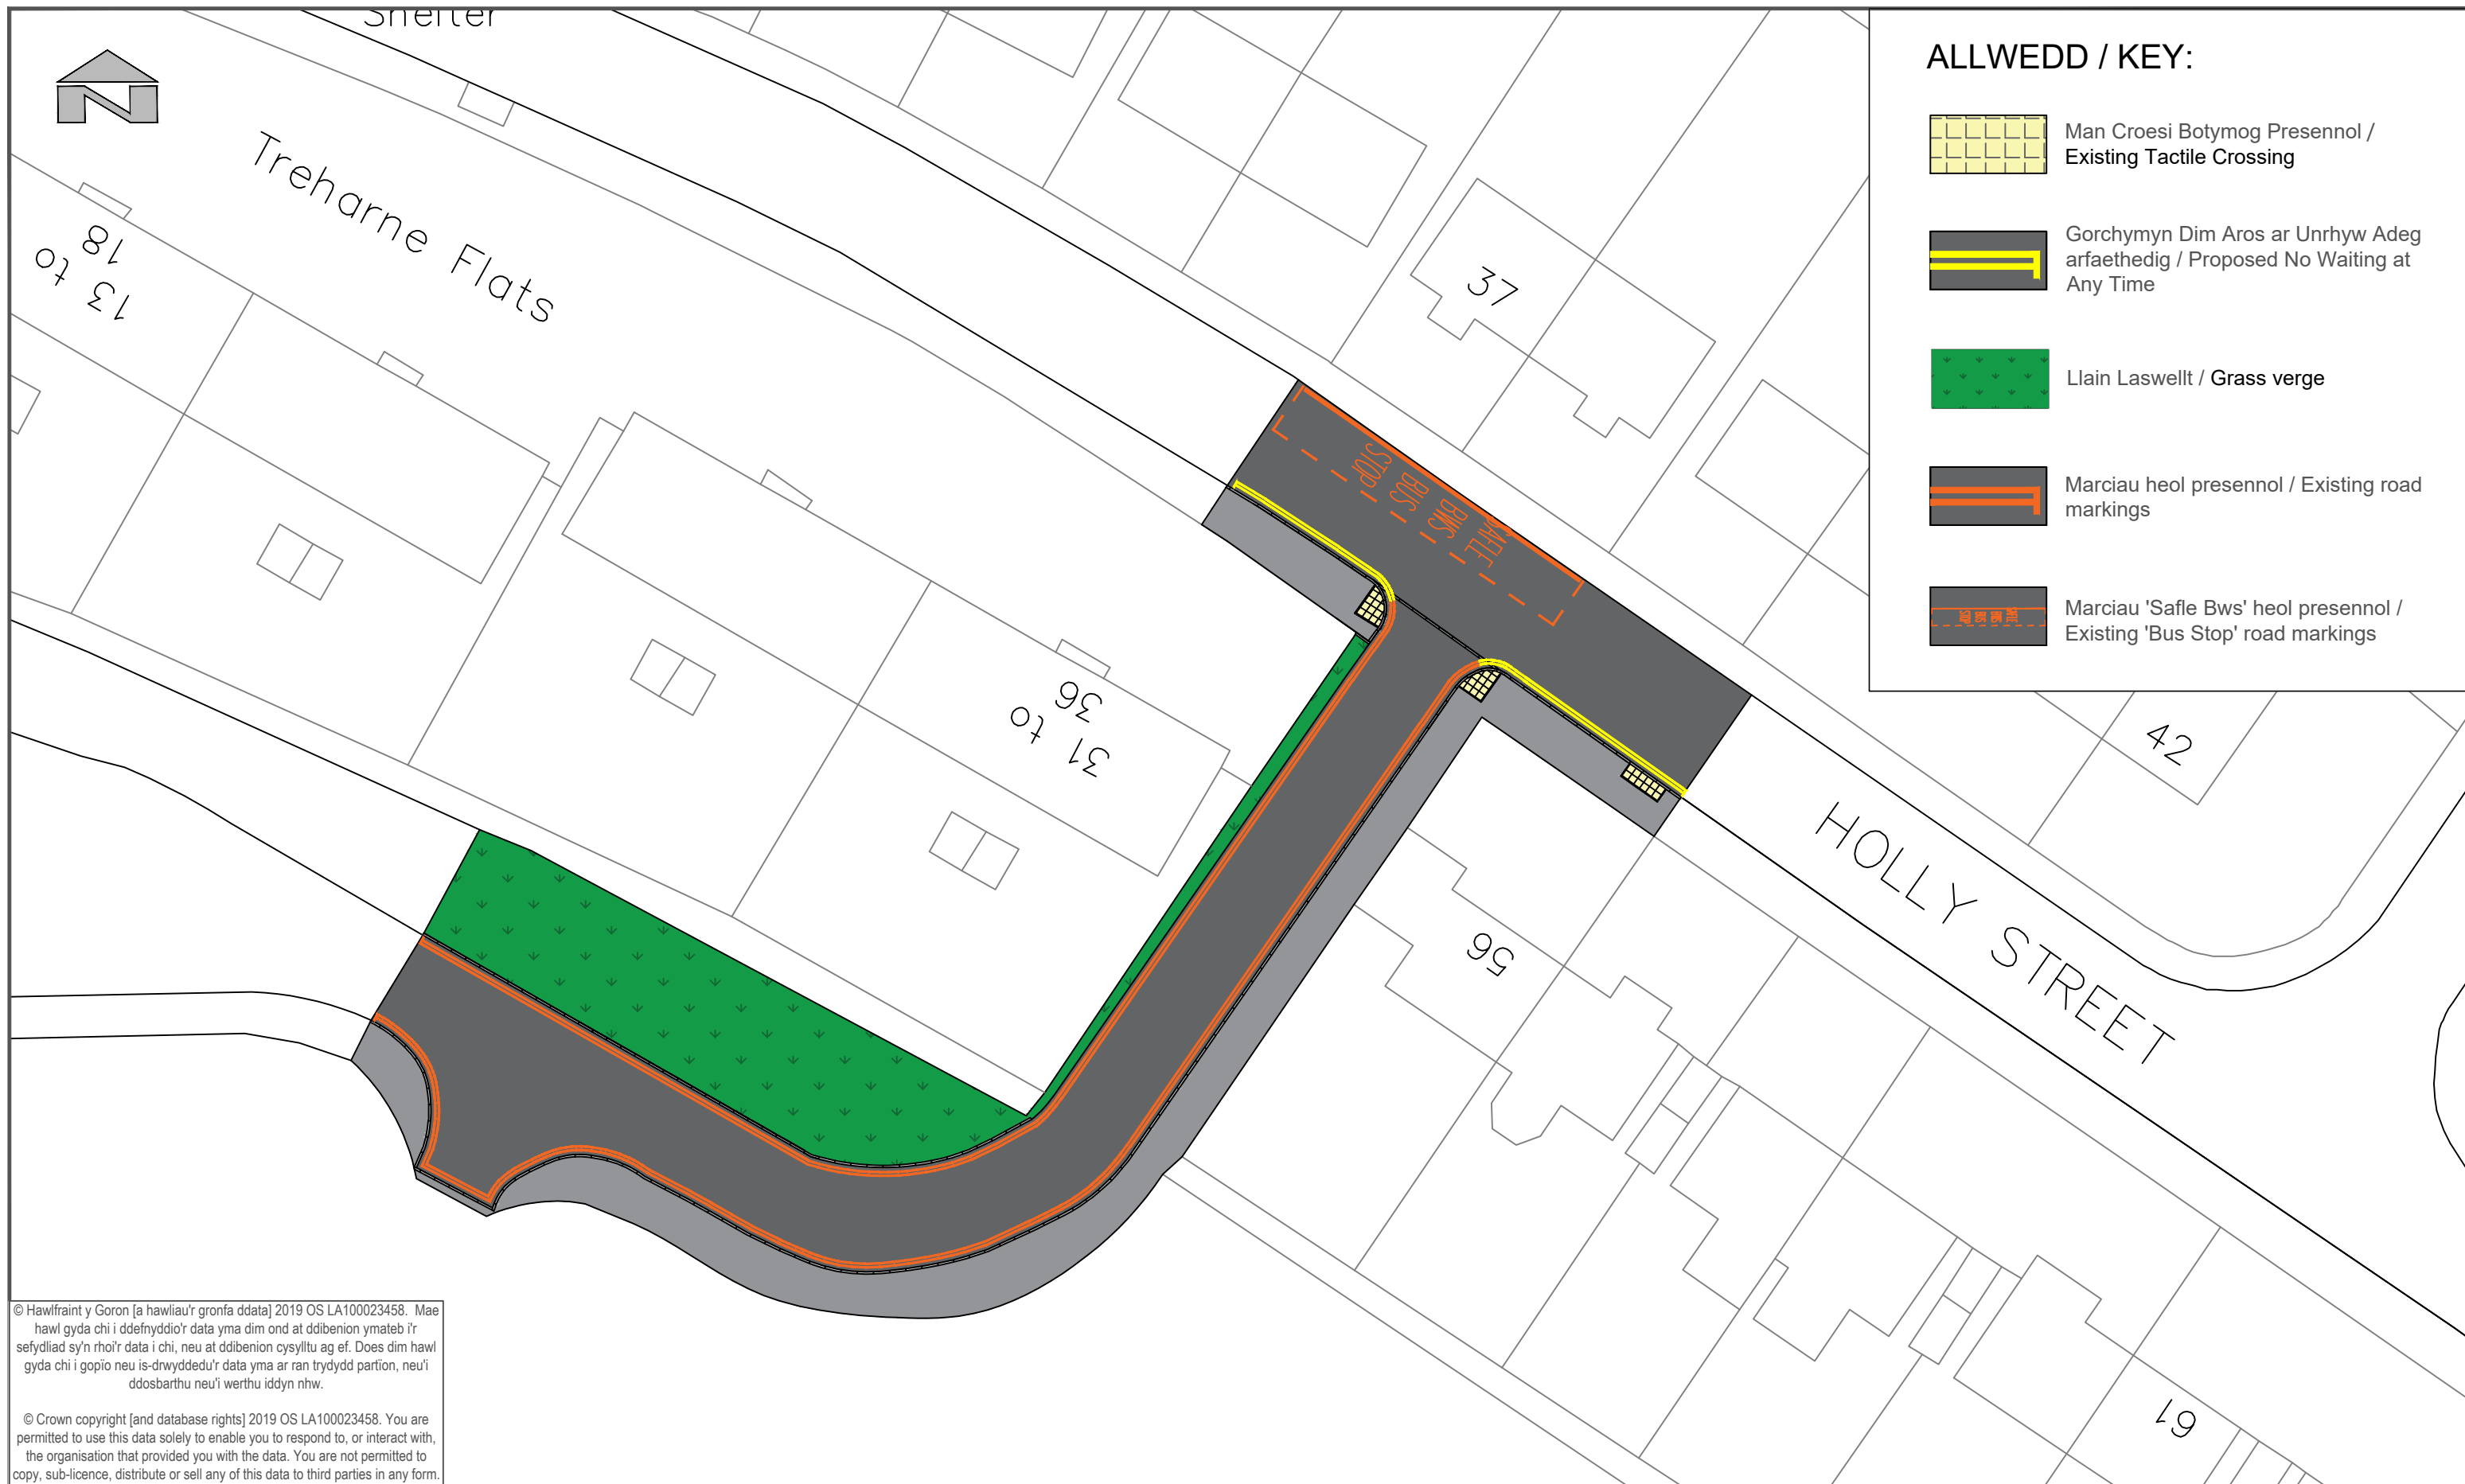 Shelter
Treharne Flats
13 to
18
37
31 to
36
56
42
61
HOLLY STREET
SAFLE
BWS
BUS
STOP
ALLWEDD / KEY:
Man Croesi Botymog Presennol /
Existing Tactile Crossing
Gorchymyn Dim Aros ar Unrhyw Adeg
arfaethedig / Proposed No Waiting at
Any Time
Llain Laswellt / Grass verge
Marciau heol presennol / Existing road
markings
SAFLE
BWS
BUS
STOP
Marciau 'Safle Bws' heol presennol /
Existing 'Bus Stop' road markings
© Hawlfraint y Goron [a hawliau'r gronfa ddata] 2019 OS LA100023458. Mae
hawl gyda chi i ddefnyddio'r data yma dim ond at ddibenion ymateb i'r
sefydliad sy'n rhoi'r data i chi, neu at ddibenion cysylltu ag ef. Does dim hawl
gyda chi i gopïo neu is-drwyddedu'r data yma ar ran trydydd partïon, neu'i
ddosbarthu neu'i werthu iddyn nhw.
© Crown copyright [and database rights] 2019 OS LA100023458. You are
permitted to use this data solely to enable you to respond to, or interact with,
the organisation that provided you with the data. You are not permitted to
copy, sub-licence, distribute or sell any of this data to third parties in any form.